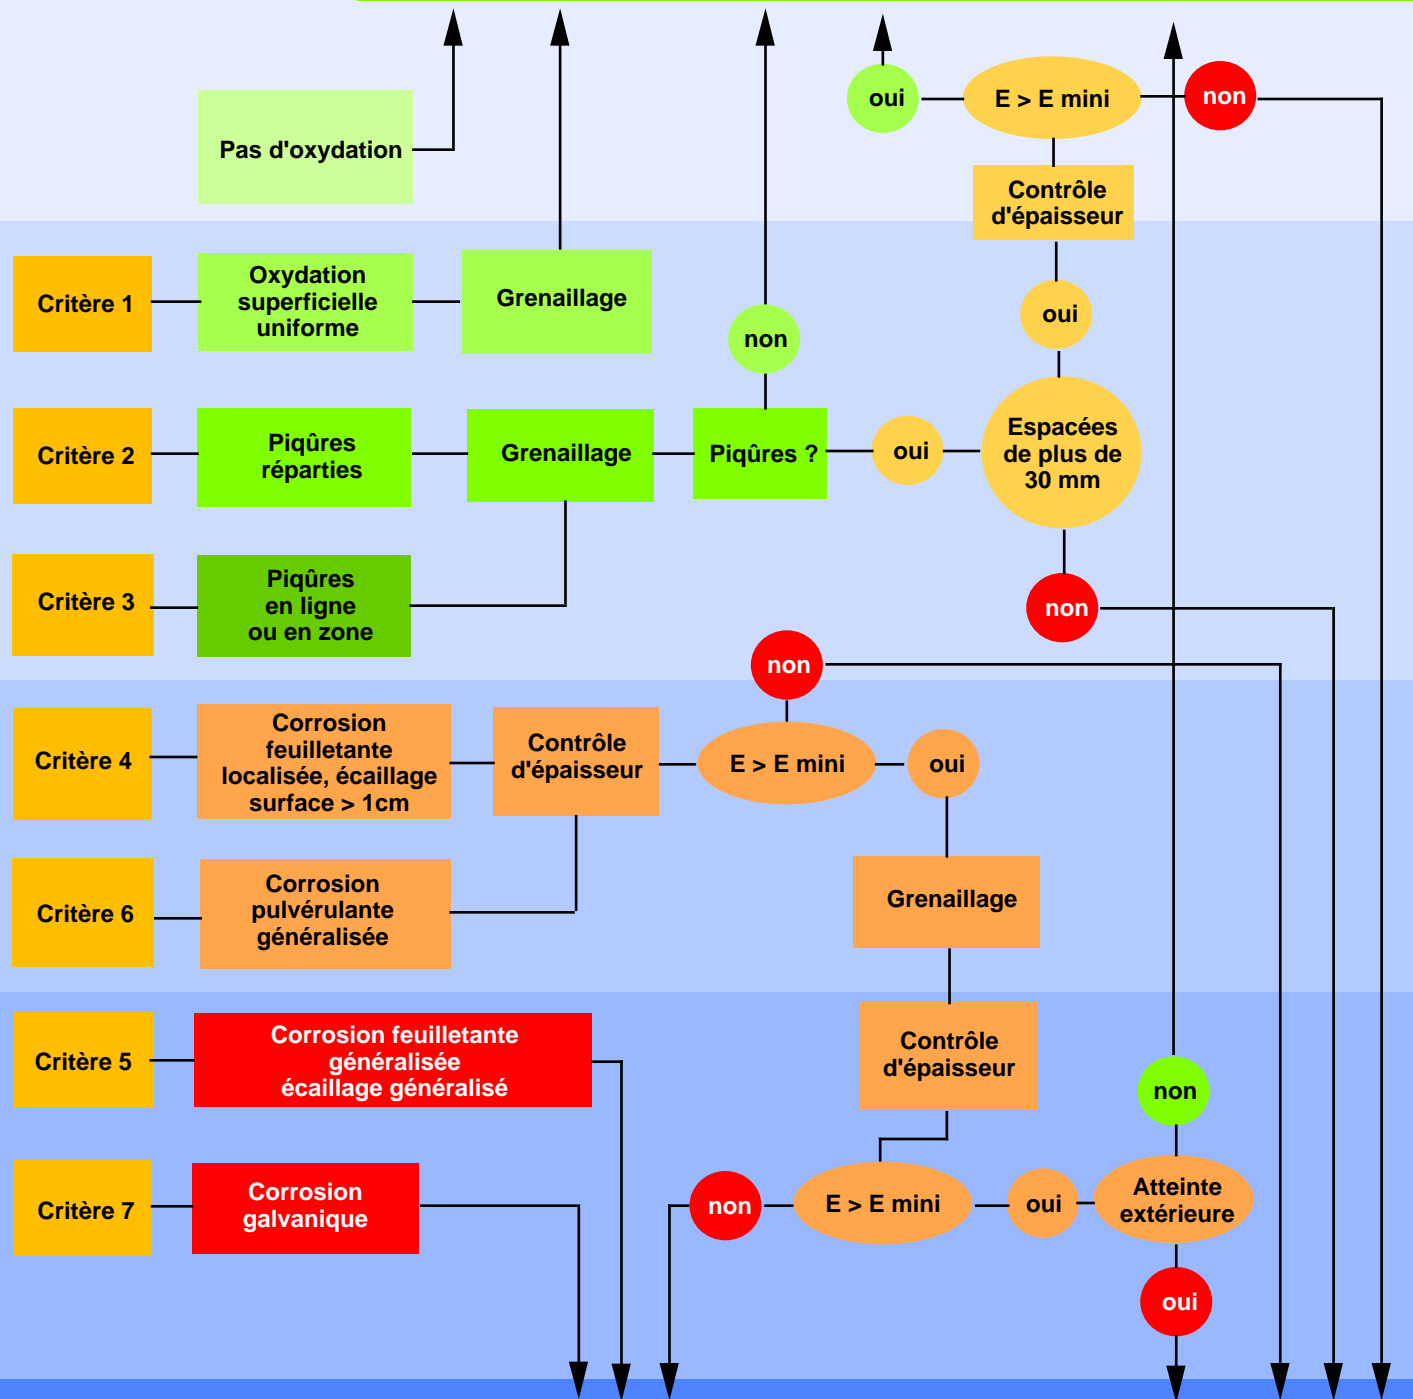 oui
E > E mini
non
Pas d'oxydation
Contrôle
d'épaisseur
Critère 1
Oxydation
superficielle
uniforme
Grenaillage
non
oui
Critère 2
Piqûres
réparties
Grenaillage
Piqûres ?
oui
Espacées
de plus de
30 mm
Critère 3
Piqûres
en ligne
ou en zone
non
non
Critère 4
Corrosion
feuilletante
localisée, écaillage
surface > 1cm
Contrôle
d'épaisseur
E > E mini
oui
Critère 6
Corrosion
pulvérulante
généralisée
Grenaillage
Critère 5
Corrosion feuilletante
généralisée
écaillage généralisé
Contrôle
d'épaisseur
non
Critère 7
Corrosion
galvanique
non
E > E mini
oui
Atteinte
extérieure
oui